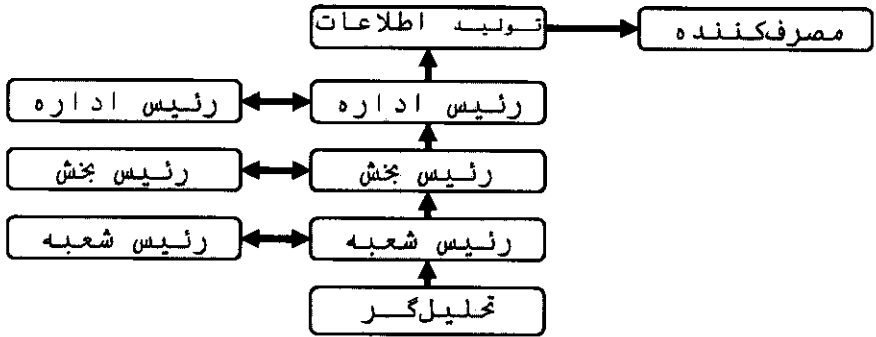 تولید اطلاعات
مصرف‌کننده
رئیس اداره
رئیس اداره
رئیس بخش
رئیس بخش
رئیس شعبه
رئیس شعبه
تحلیل‌گر